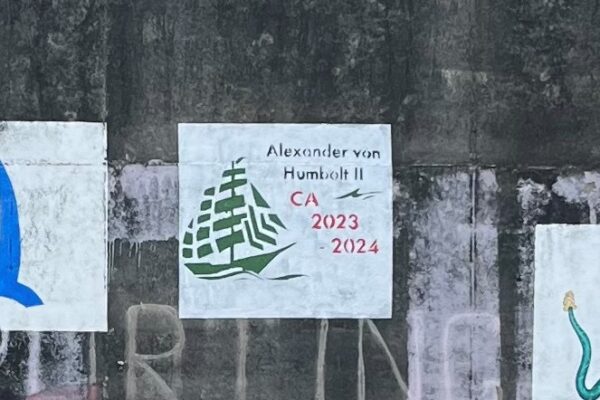 Alexander von
Humbolt II
CA
2023
- 2024